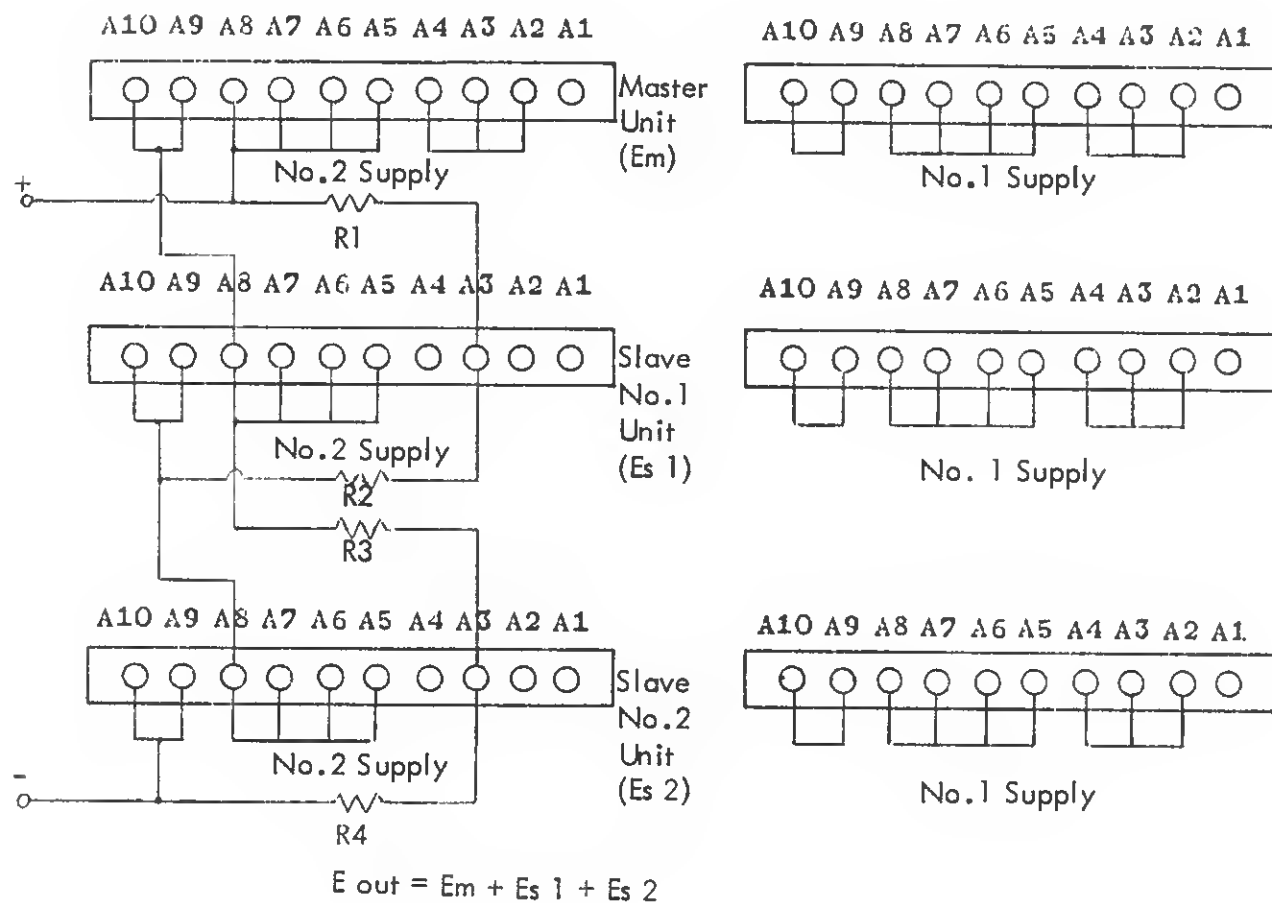 A10 A9 A8 A7 A6 A5 A4 A3 A2 A1
Master
Unit
(Em)
No.2 Supply
+
R1
A10 A9 A8 A7 A6 A5 A4 A3 A2 A1
No.1 Supply
A10 A9 A8 A7 A6 A5 A4 A3 A2 A1
Slave
No.1
Unit
(Es 1)
No.2 Supply
R2
R3
A10 A9 A8 A7 A6 A5 A4 A3 A2 A1
No. 1 Supply
A10 A9 A8 A7 A6 A5 A4 A3 A2 A1
Slave
No.2
Unit
(Es 2)
No.2 Supply
-
R4
A10 A9 A8 A7 A6 A5 A4 A3 A2 A1
No.1 Supply
E out = Em + Es 1 + Es 2